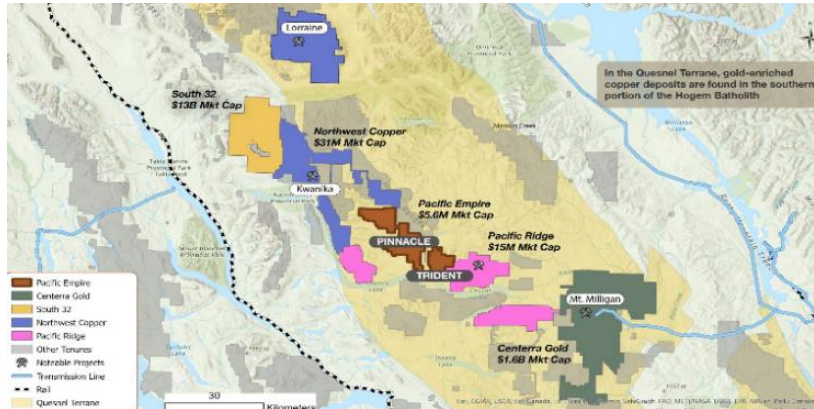 Lorraine
In the Quesnel Terrane, gold-enriched
copper deposits are found in the southern
portion of the Hogem Batholith
South 32
$13B Mkt Cap
Northwest Copper
$31M Mkt Cap
Kwanika
Pacific Empire
$5.6M Mkt Cap
PINNACLE
Pacific Ridge
$15M Mkt Cap
TRIDENT
Mt. Milligan
Centerra Gold
$1.6B Mkt Cap
Pacific Empire
Centerra Gold
South 32
Northwest Copper
Pacific Ridge
Other Tenures
Noteable Projects
Transmission Line
Rail
Quesnel Terrane
30
Kilometers